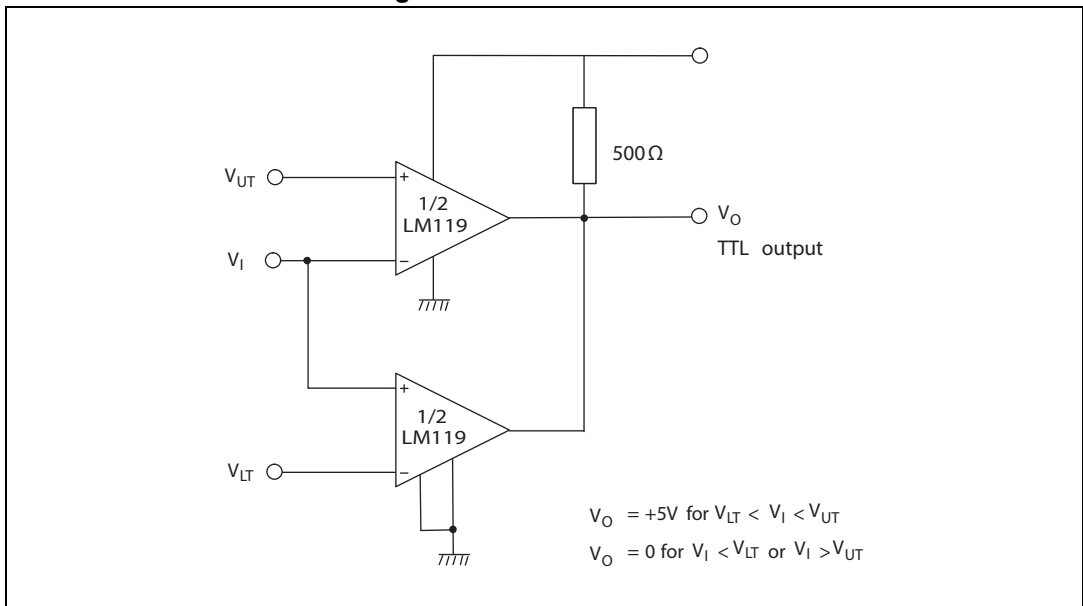 g
500 Ω
V_UT
+
1/2
LM119
V_O
TTL output
V_I
−
+
1/2
LM119
V_LT
−
V_O = +5V for V_LT < V_I < V_UT
V_O = 0 for V_I < V_LT or V_I > V_UT